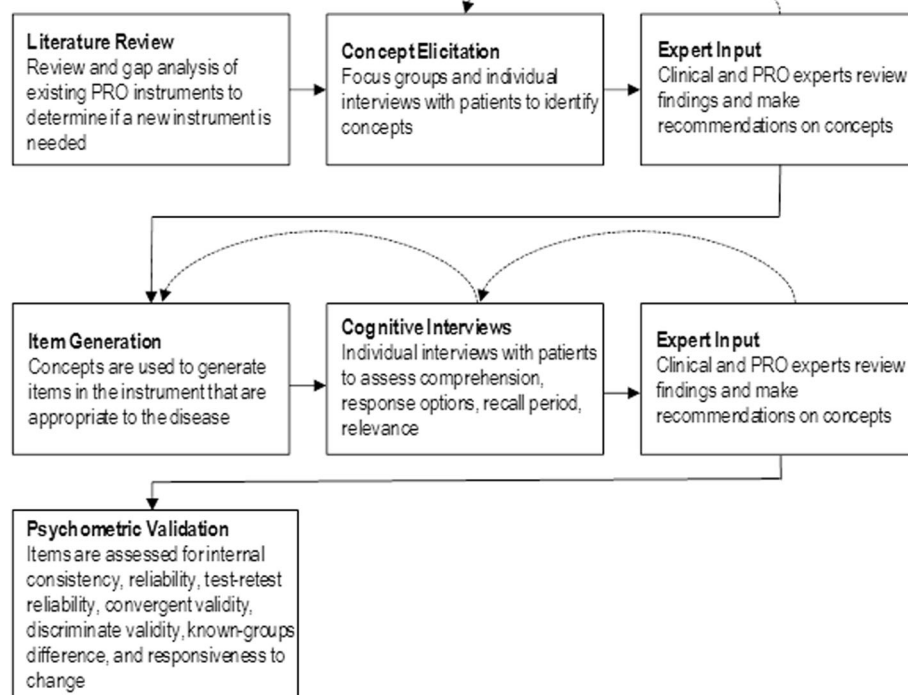 Literature Review
Review and gap analysis of
existing PRO instruments to
determine if a new instrument is
needed
Concept Elicitation
Focus groups and individual
interviews with patients to identify
concepts
Expert Input
Clinical and PRO experts review
findings and make
recommendations on concepts
Item Generation
Concepts are used to generate
items in the instrument that are
appropriate to the disease
Cognitive Interviews
Individual interviews with patients
to assess comprehension,
response options, recall period,
relevance
Expert Input
Clinical and PRO experts review
findings and make
recommendations on concepts
Psychometric Validation
Items are assessed for internal
consistency, reliability, test-retest
reliability, convergent validity,
discriminate validity, known-groups
difference, and responsiveness to
change